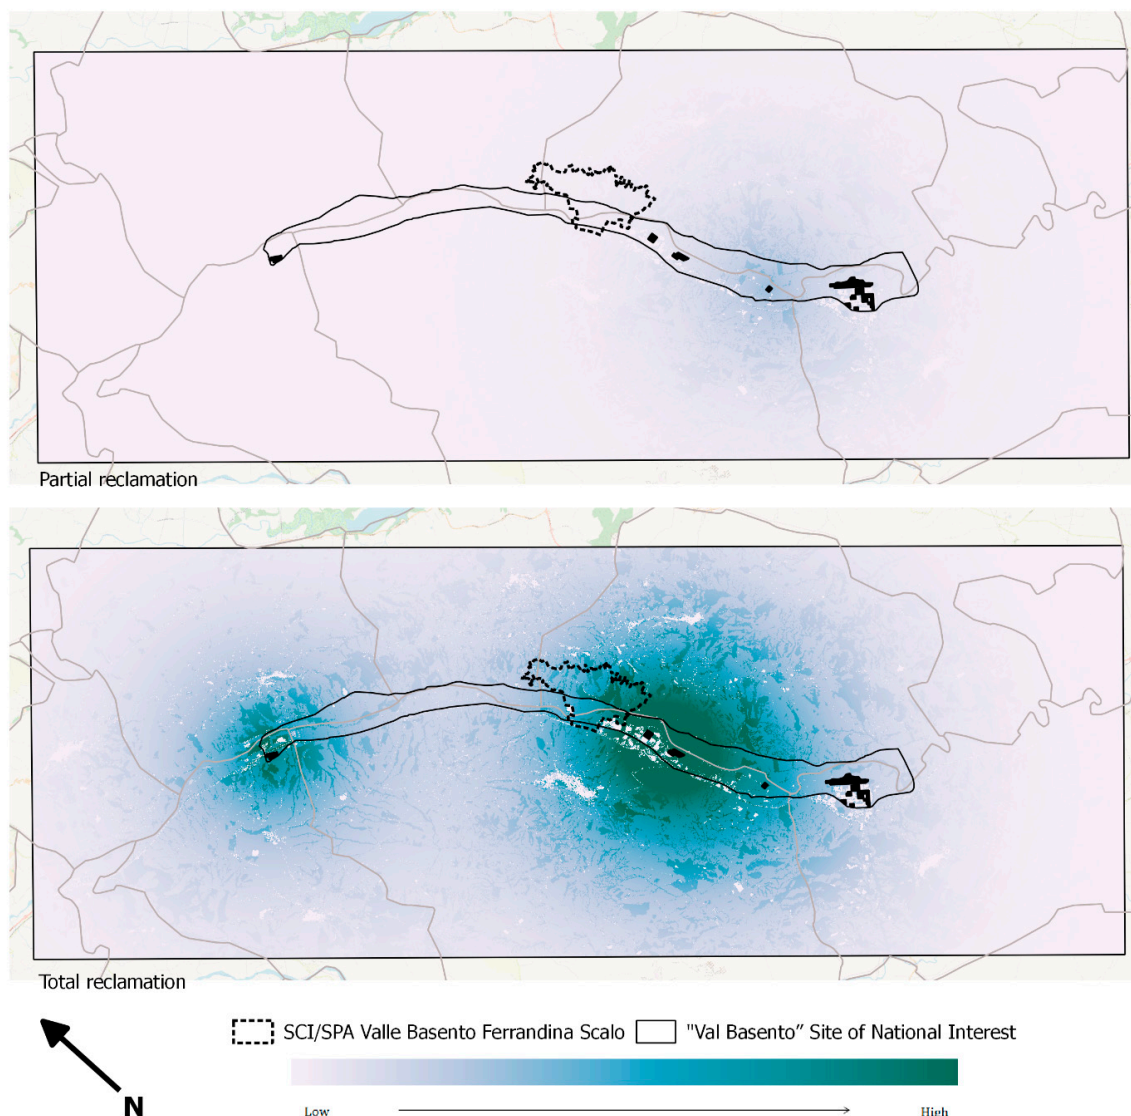 Partial reclamation
Total reclamation
SCI/SPA Valle Basento Ferrandina Scalo
"Val Basento” Site of National Interest
N
Low
High